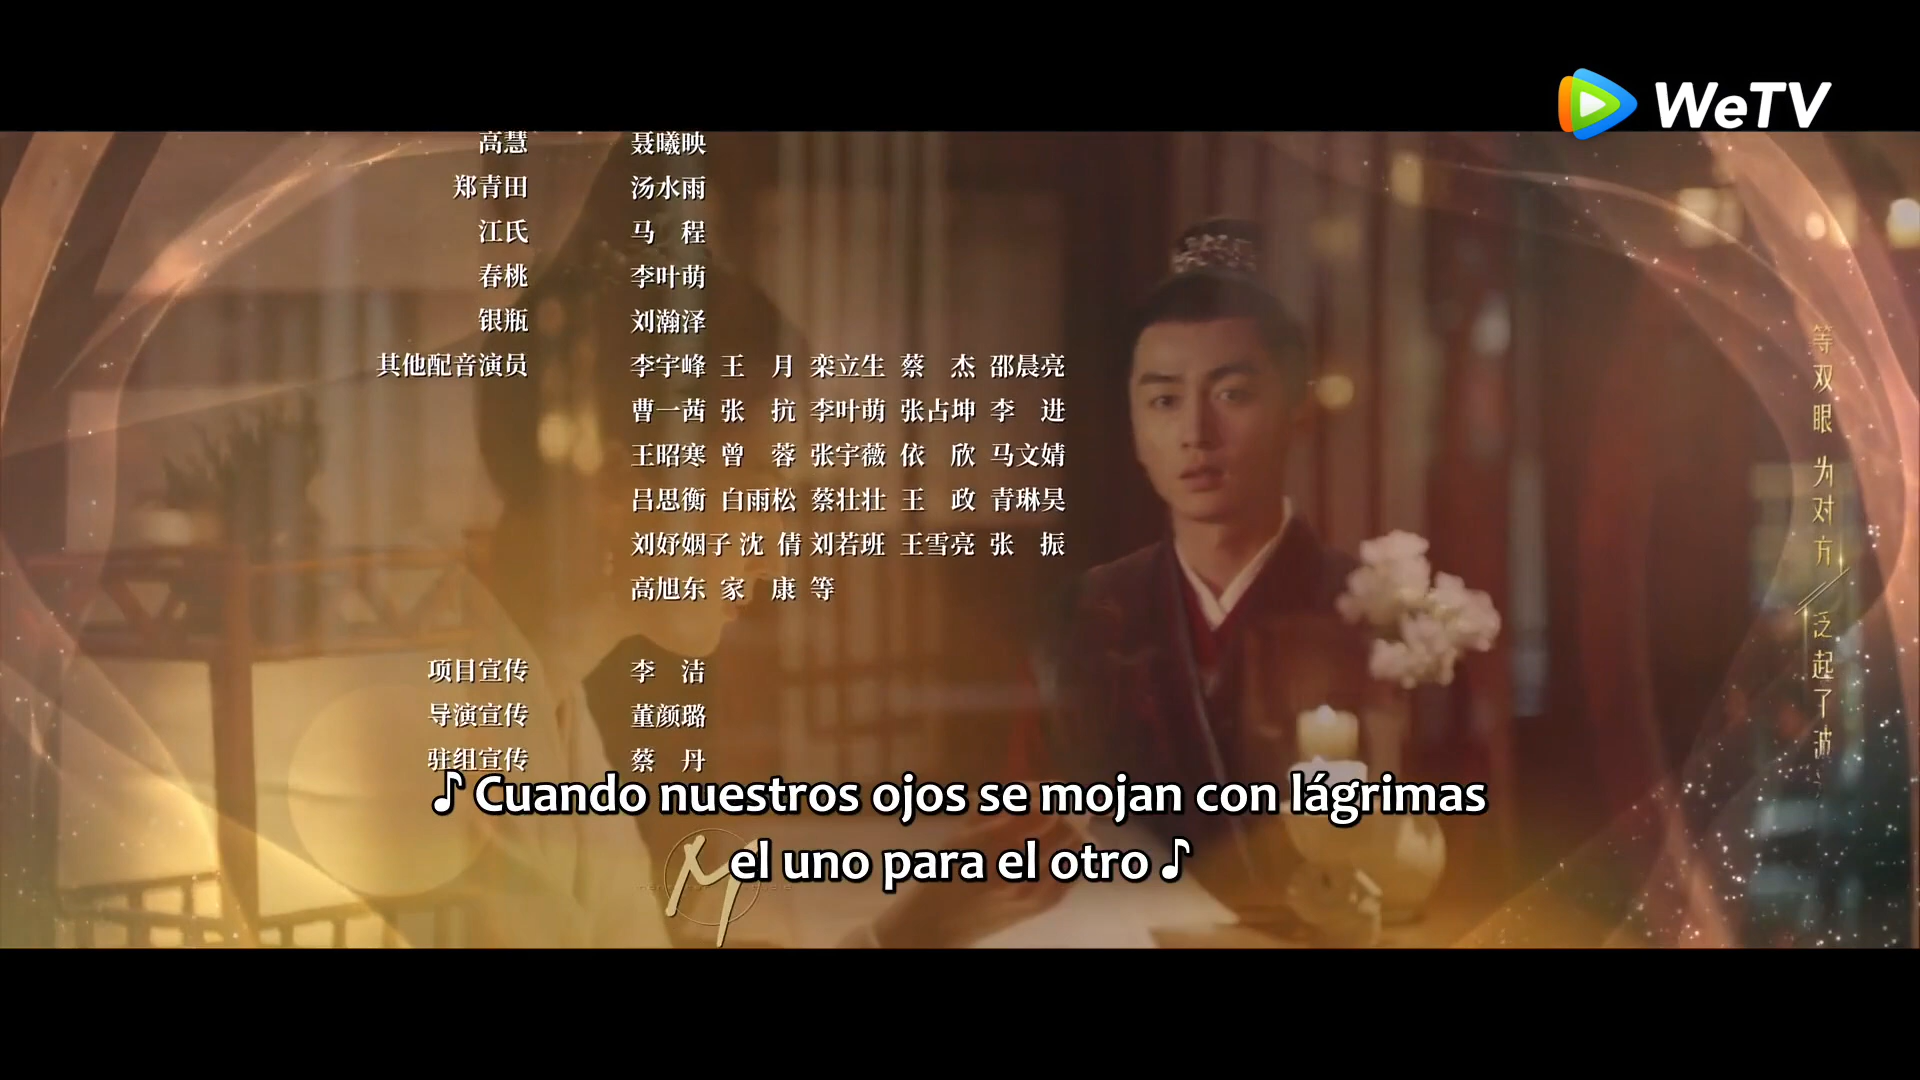 WeTV
高慧 聂曦映
郑青田 汤水雨
江氏 马 程
春桃 李叶萌
银瓶 刘瀚泽
其他配音演员 李宇峰 王 月 栾立生 蔡 杰 邵晨亮
曹一茜 张 抗 李叶萌 张占坤 李 进
王昭寒 曾 蓉 张宇薇 依 欣 马文婧
吕思衡 白雨松 蔡壮壮 王 政 青琳昊
刘妤姻子 沈 倩 刘若班 王雪亮 张 振
高旭东 家 康 等
项目宣传 李 洁
导演宣传 董颜璐
驻组宣传 蔡 丹
等双眼 为对方 泛起了波
♪ Cuando nuestros ojos se mojan con lágrimas
el uno para el otro ♪